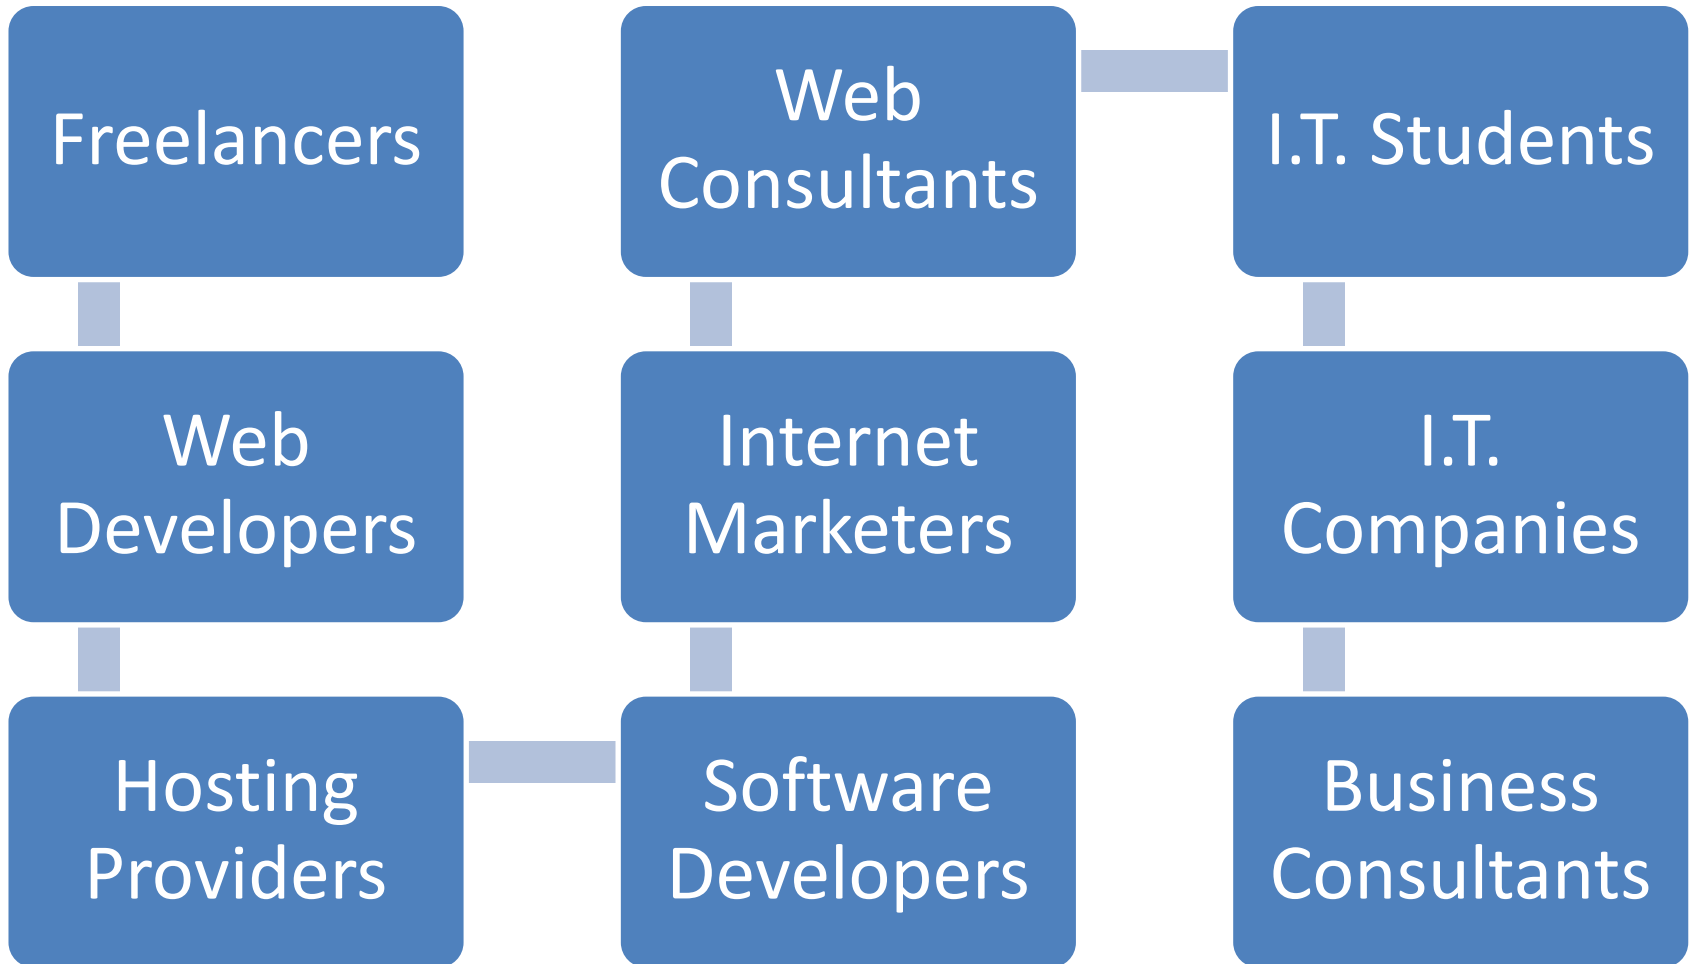 Freelancers
Web
Developers
Hosting
Providers
Software
Developers
Internet
Marketers
Web
Consultants
I.T. Students
I.T.
Companies
Business
Consultants